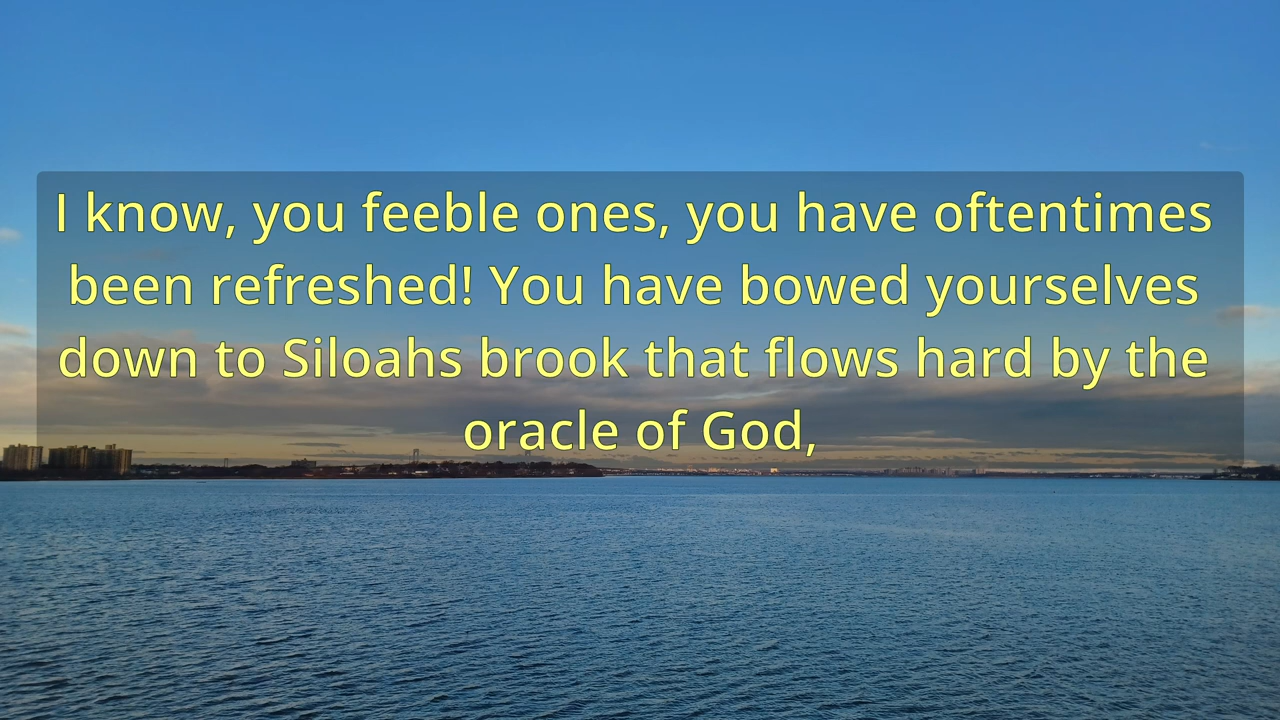 I know, you feeble ones, you have oftentimes
been refreshed! You have bowed yourselves
down to Siloahs brook that flows hard by the
oracle of God,